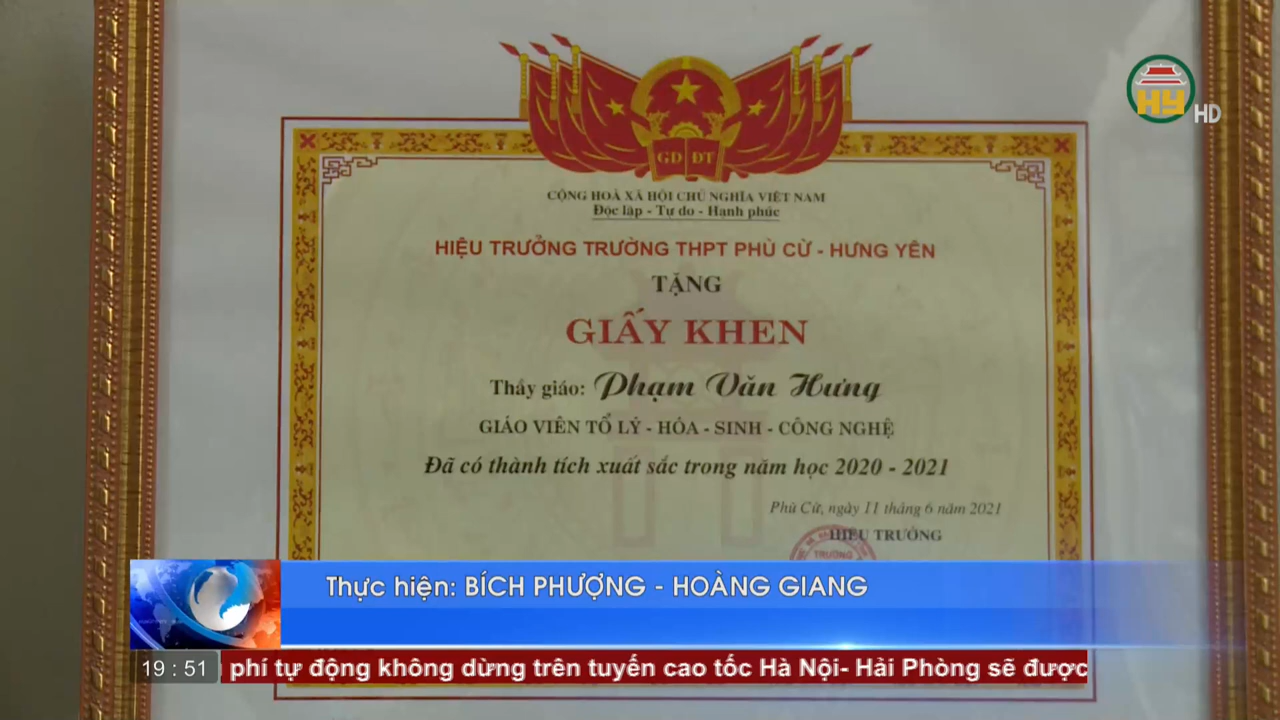 HY HD
GD ĐT
CỘNG HOÀ XÃ HỘI CHỦ NGHĨA VIỆT NAM
Độc lập - Tự do - Hạnh phúc
HIỆU TRƯỞNG TRƯỜNG THPT PHÙ CỪ - HƯNG YÊN
TẶNG
GIẤY KHEN
Thầy giáo: Phạm Văn Hưng
GIÁO VIÊN TỔ LÝ - HÓA - SINH - CÔNG NGHỆ
Đã có thành tích xuất sắc trong năm học 2020 - 2021
Phù Cừ, ngày 11 tháng 6 năm 2021
HIỆU TRƯỞNG
TRƯỜNG
Thực hiện: BÍCH PHƯỢNG - HOÀNG GIANG
19 : 51 phí tự động không dừng trên tuyến cao tốc Hà Nội- Hải Phòng sẽ được